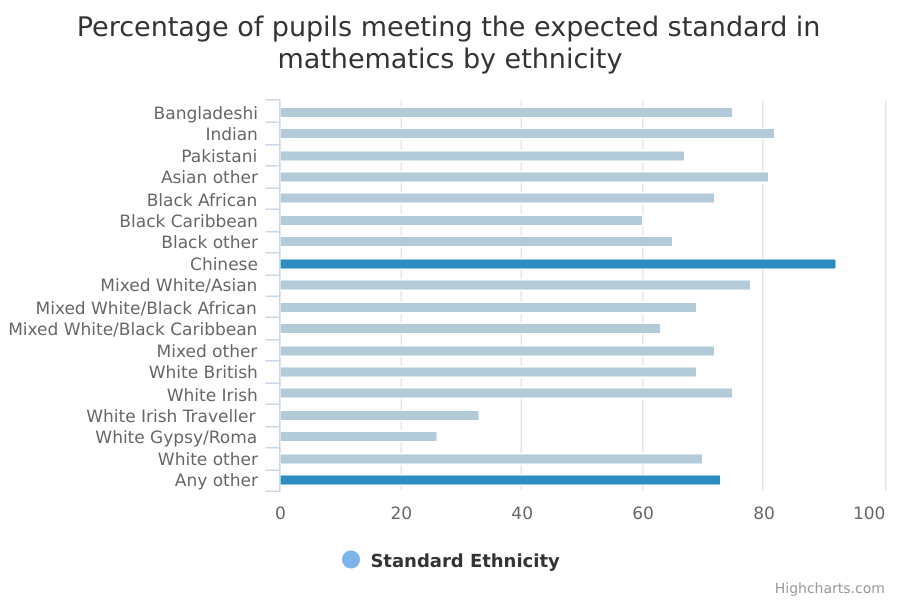 Percentage of pupils meeting the expected standard in
mathematics by ethnicity
Bangladeshi
Indian
Pakistani
Asian other
Black African
Black Caribbean
Black other
Chinese
Mixed White/Asian
Mixed White/Black African
Mixed White/Black Caribbean
Mixed other
White British
White Irish
White Irish Traveller
White Gypsy/Roma
White other
Any other
0 20 40 60 80 100
Standard Ethnicity
Highcharts.com